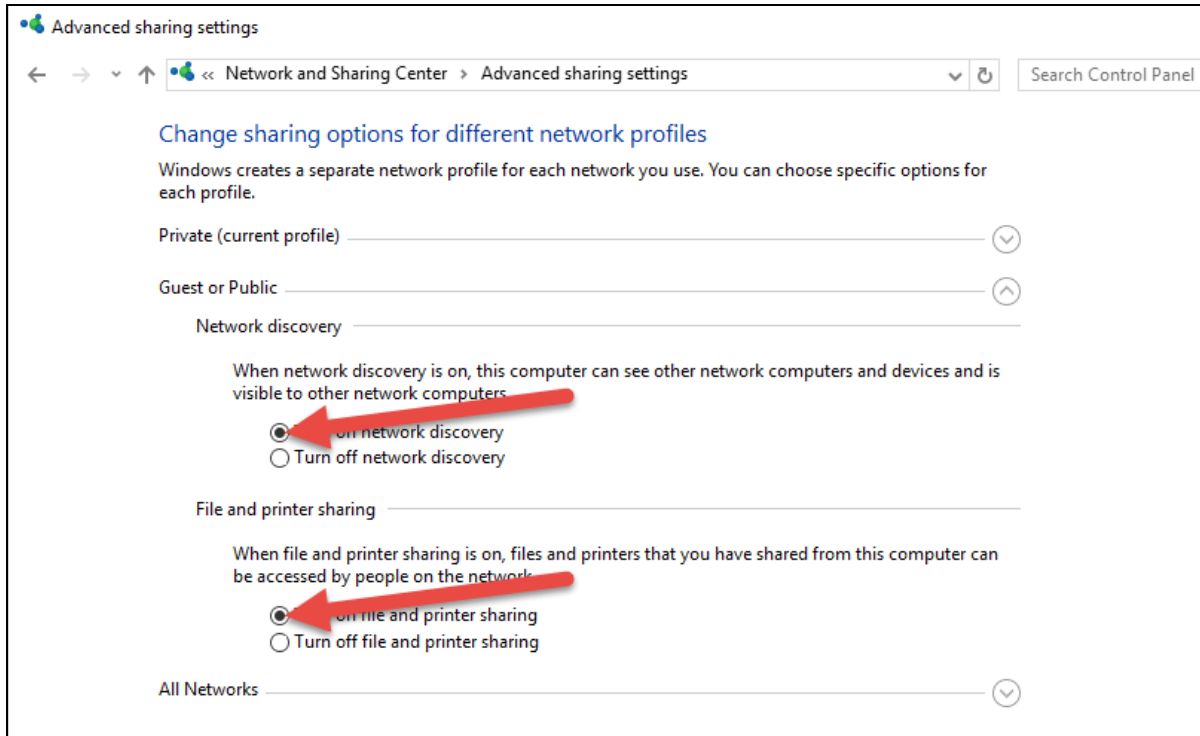 Advanced sharing settings
« Network and Sharing Center > Advanced sharing settings
Search Control Panel
Change sharing options for different network profiles
Windows creates a separate network profile for each network you use. You can choose specific options for
each profile.
Private (current profile)
Guest or Public
Network discovery
When network discovery is on, this computer can see other network computers and devices and is
visible to other network computers.
on network discovery
Turn off network discovery
File and printer sharing
When file and printer sharing is on, files and printers that you have shared from this computer can
be accessed by people on the network.
on file and printer sharing
Turn off file and printer sharing
All Networks